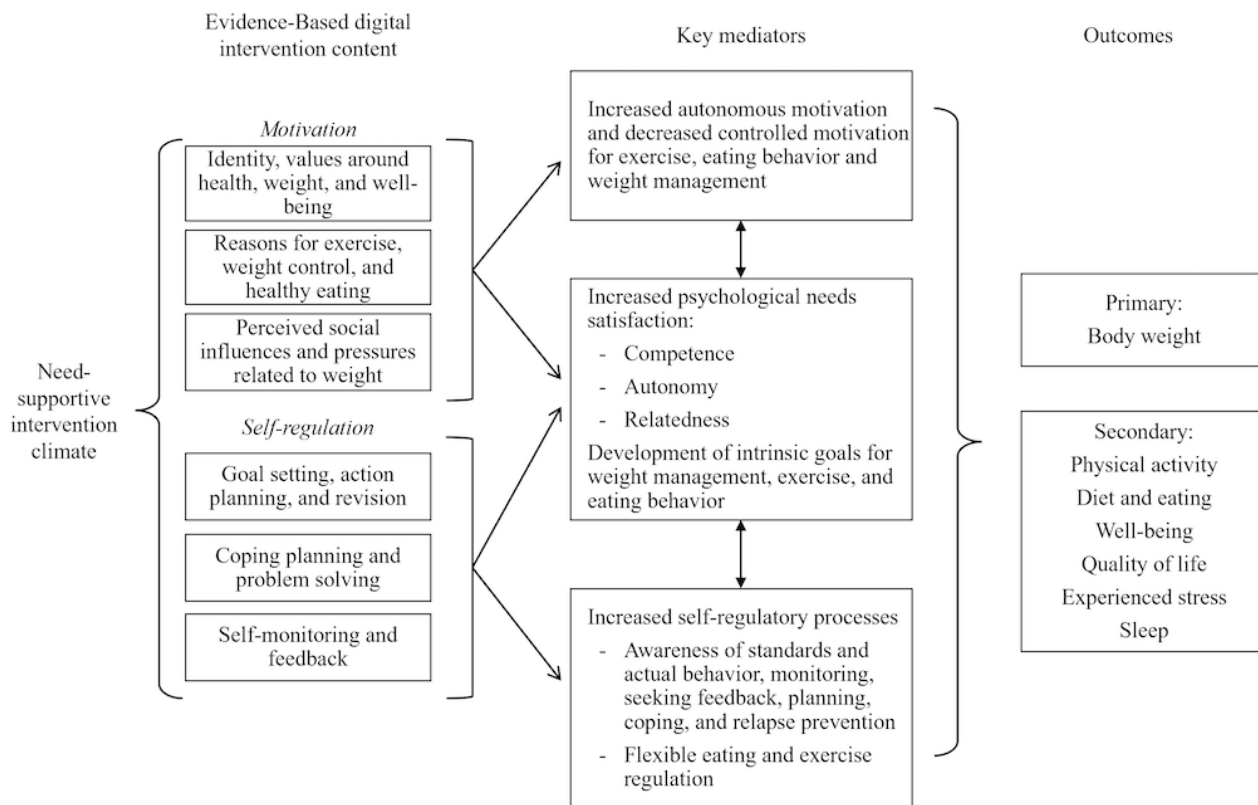 Evidence-Based digital
intervention content
Key mediators
Outcomes
Need-
supportive
intervention
climate
Motivation
Identity, values around
health, weight, and well-
being
Reasons for exercise,
weight control, and
healthy eating
Perceived social
influences and pressures
related to weight
Self-regulation
Goal setting, action
planning, and revision
Coping planning and
problem solving
Self-monitoring and
feedback
Increased autonomous motivation
and decreased controlled motivation
for exercise, eating behavior and
weight management
Increased psychological needs
satisfaction:
- Competence
- Autonomy
- Relatedness
Development of intrinsic goals for
weight management, exercise, and
eating behavior
Increased self-regulatory processes
- Awareness of standards and
actual behavior, monitoring,
seeking feedback, planning,
coping, and relapse prevention
- Flexible eating and exercise
regulation
Primary:
Body weight
Secondary:
Physical activity
Diet and eating
Well-being
Quality of life
Experienced stress
Sleep